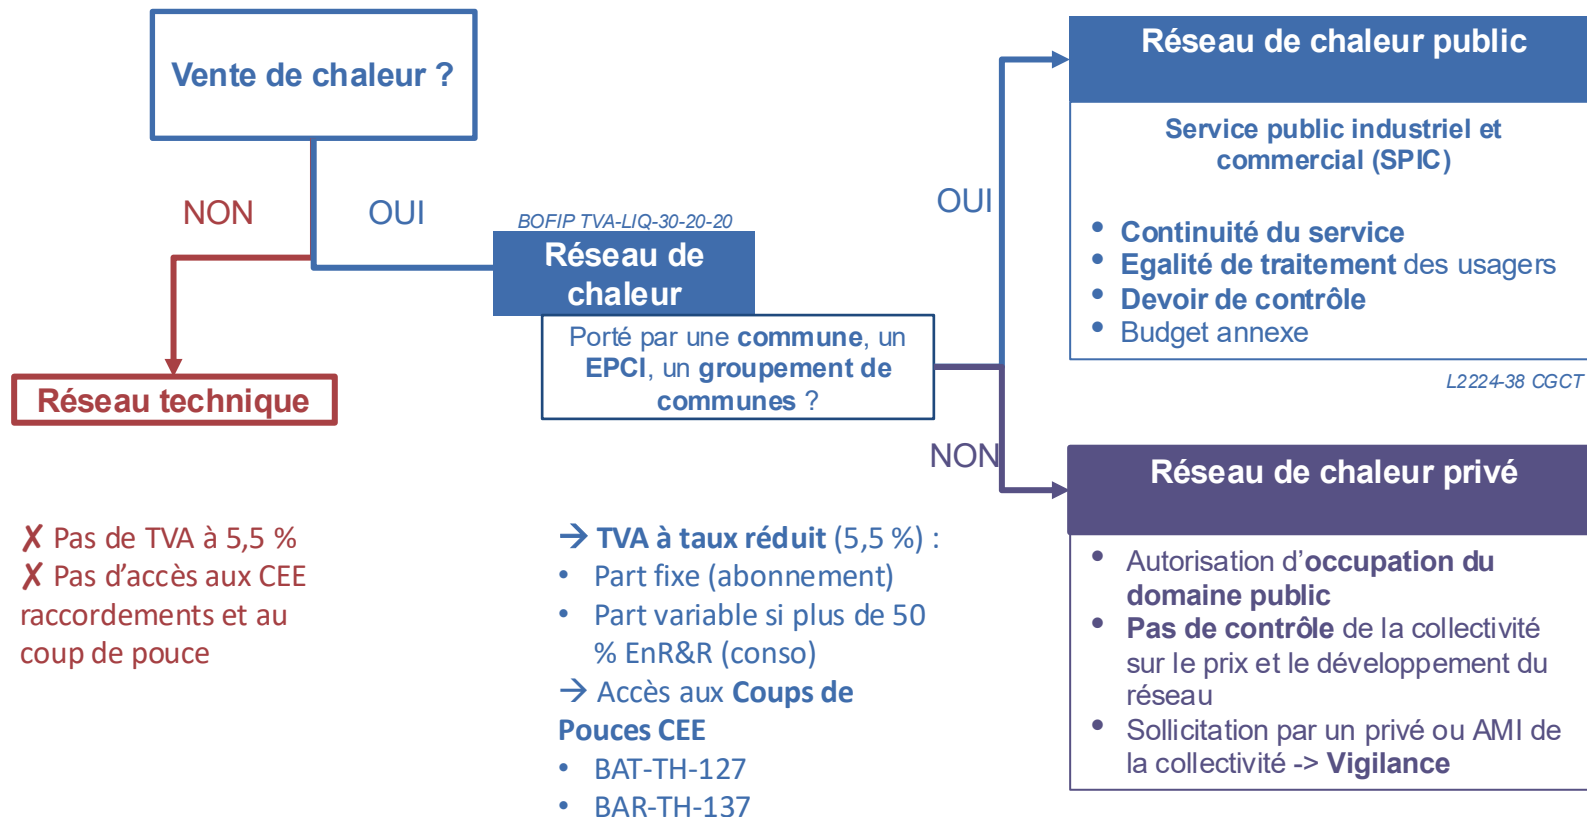 Vente de chaleur ?
NON
OUI
Réseau technique
✗ Pas de TVA à 5,5 %
✗ Pas d’accès aux CEE
raccordements et au
coup de pouce
BOFIP TVA-LIQ-30-20-20
Réseau de
chaleur
Porté par une commune, un
EPCI, un groupement de
communes ?
→ TVA à taux réduit (5,5 %) :
• Part fixe (abonnement)
• Part variable si plus de 50
% EnR&R (conso)
→ Accès aux Coups de
Pouces CEE
• BAT-TH-127
• BAR-TH-137
OUI
Réseau de chaleur public
Service public industriel et
commercial (SPIC)
• Continuité du service
• Egalité de traitement des usagers
• Devoir de contrôle
• Budget annexe
L2224-38 CGCT
NON
Réseau de chaleur privé
• Autorisation d’occupation du
domaine public
• Pas de contrôle de la collectivité
sur le prix et le développement du
réseau
• Sollicitation par un privé ou AMI de
la collectivité -> Vigilance